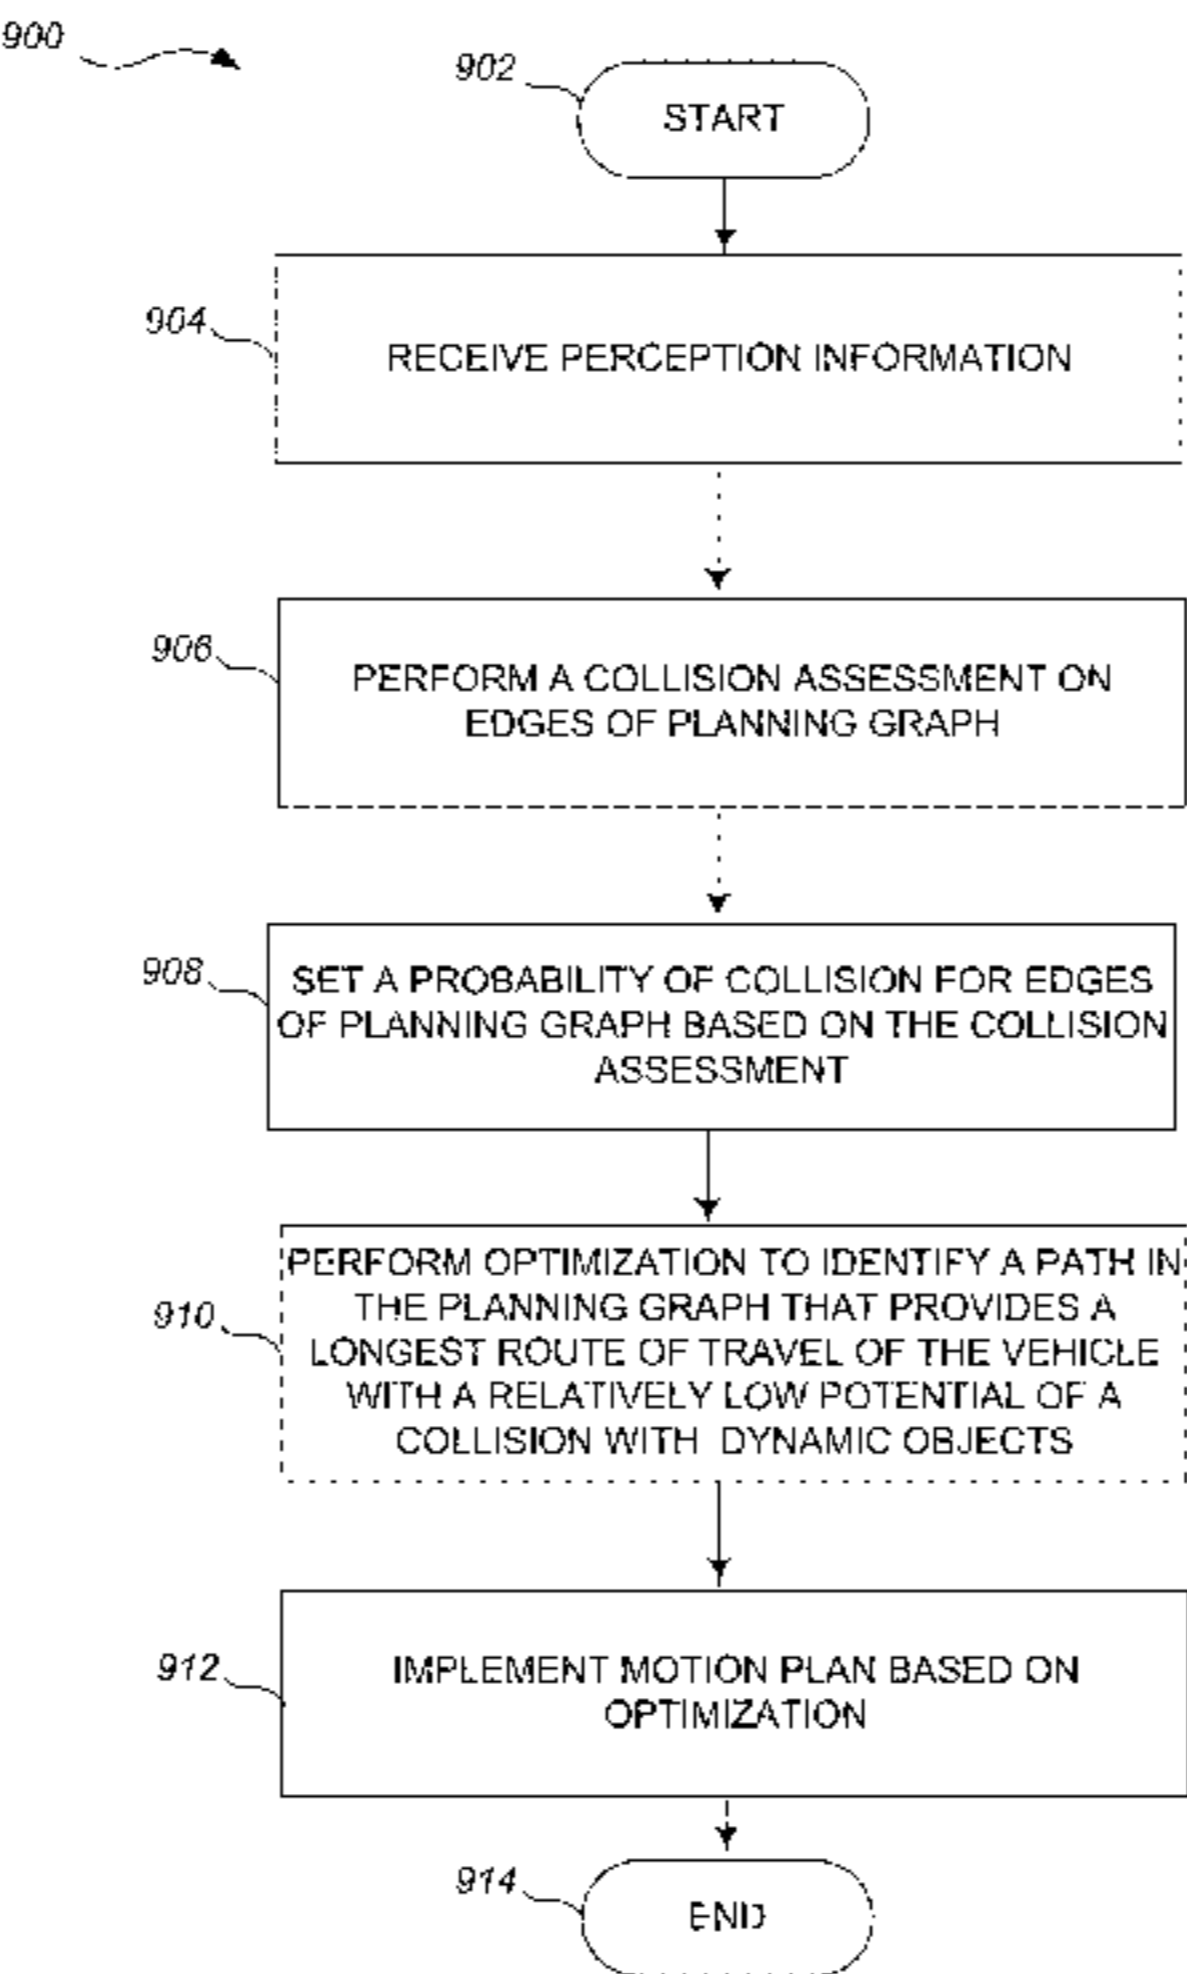 900
902
START
904
RECEIVE PERCEPTION INFORMATION
906
PERFORM A COLLISION ASSESSMENT ON
EDGES OF PLANNING GRAPH
908
SET A PROBABILITY OF COLLISION FOR EDGES
OF PLANNING GRAPH BASED ON THE COLLISION
ASSESSMENT
910
PERFORM OPTIMIZATION TO IDENTIFY A PATH IN
THE PLANNING GRAPH THAT PROVIDES A
LONGEST ROUTE OF TRAVEL OF THE VEHICLE
WITH A RELATIVELY LOW POTENTIAL OF A
COLLISION WITH DYNAMIC OBJECTS
912
IMPLEMENT MOTION PLAN BASED ON
OPTIMIZATION
914
END